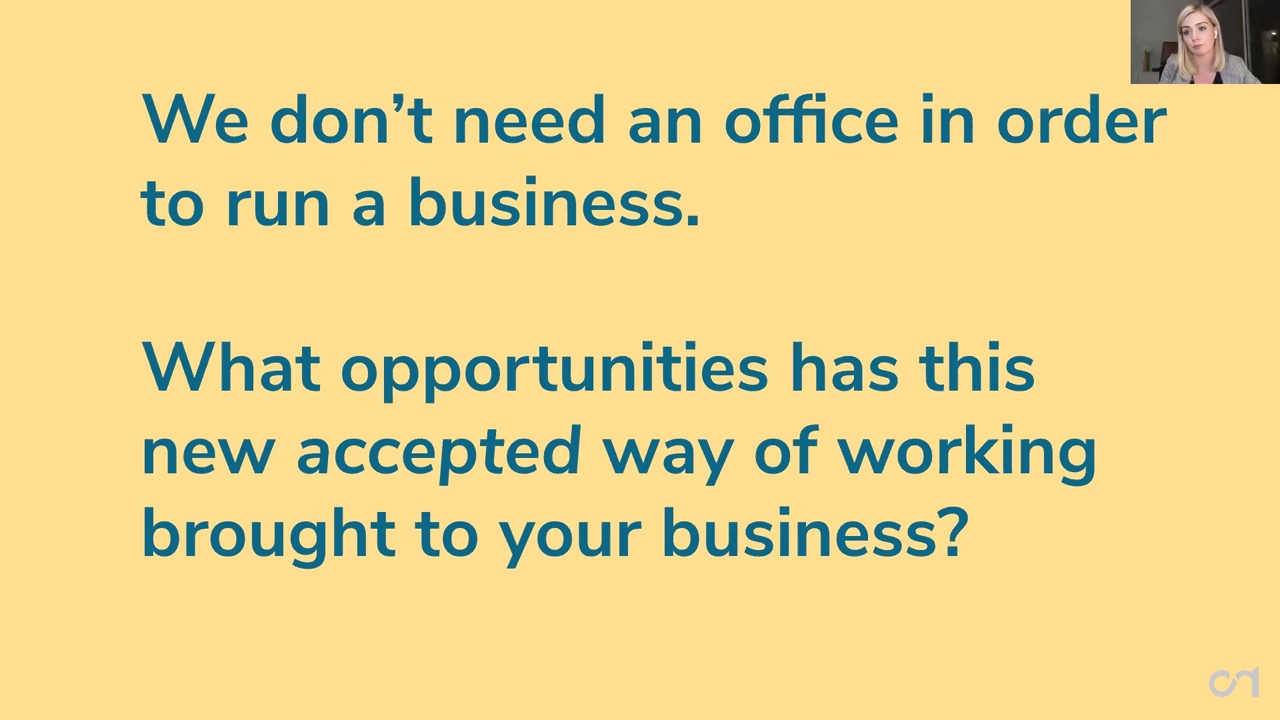 We don’t need an office in order
to run a business.
What opportunities has this
new accepted way of working
brought to your business?